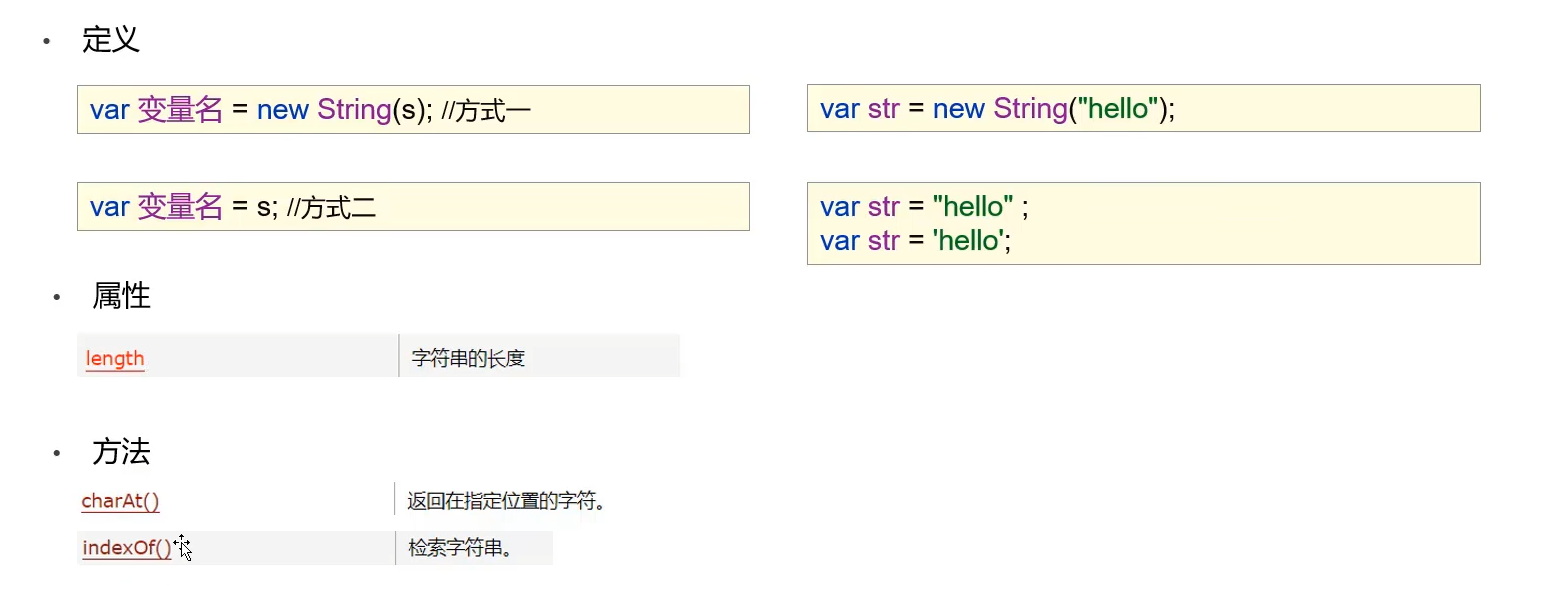 • 定义
var 变量名 = new String(s); //方式一
var str = new String("hello");
var 变量名 = s; //方式二
var str = "hello" ;
var str = 'hello';
• 属性
length 字符串的长度
• 方法
charAt() 返回在指定位置的字符。
indexOf() 检索字符串。